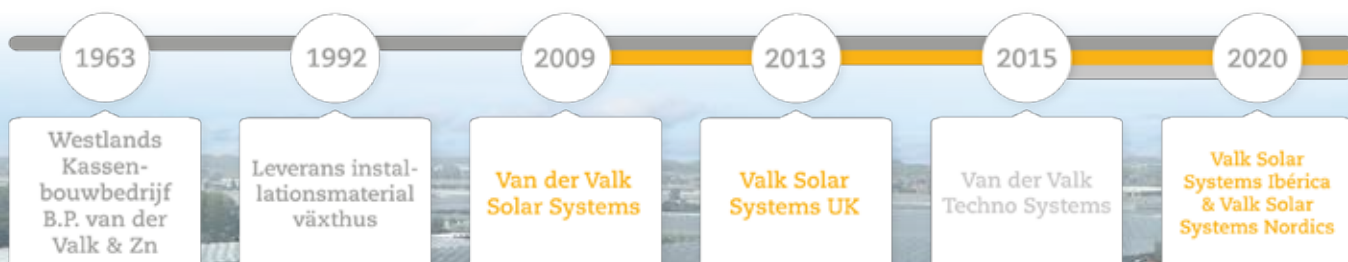 1963
1992
2009
2013
2015
2020
Westlands
Kassen-
bouwbedrijf
B.P. van der
Valk & Zn
Leverans instal-
lationsmaterial
växthus
Van der Valk
Solar Systems
Valk Solar
Systems UK
Van der Valk
Techno Systems
Valk Solar
Systems Ibérica
& Valk Solar
Systems Nordics